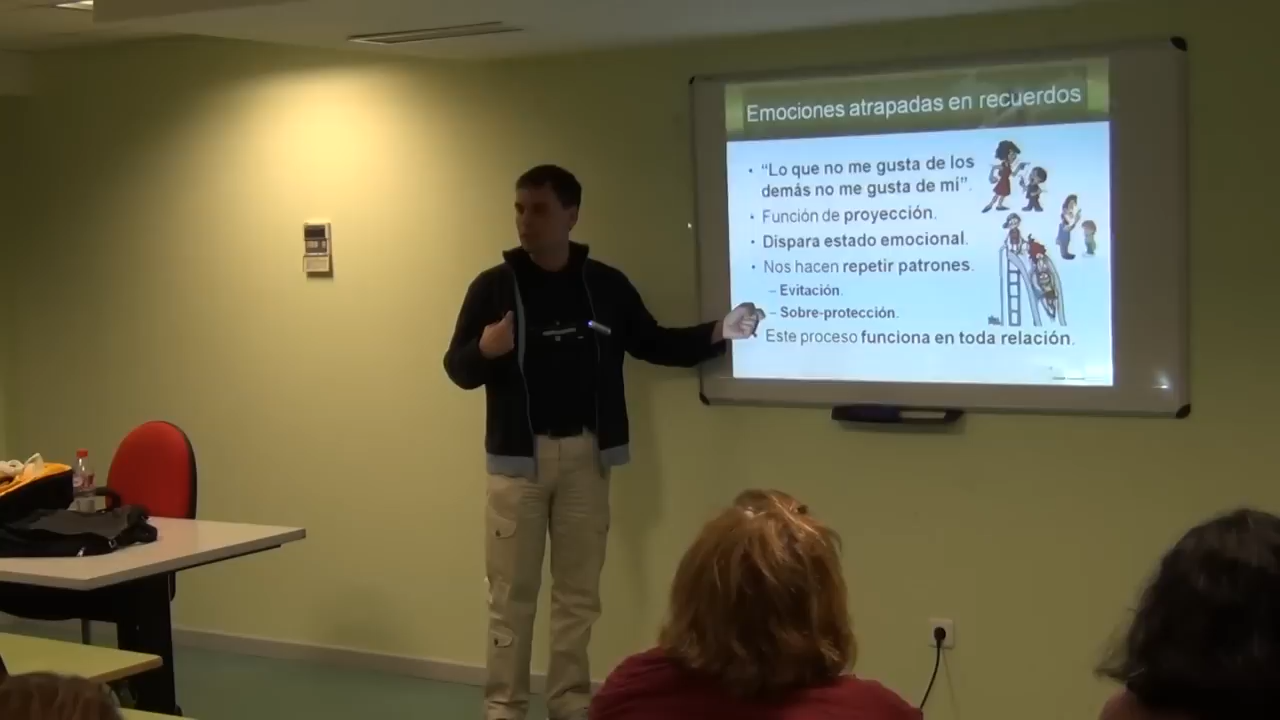 Emociones atrapadas en recuerdos
• “Lo que no me gusta de los
demás no me gusta de mí”.
• Función de proyección.
• Dispara estado emocional.
• Nos hacen repetir patrones.
– Evitación.
– Sobre-protección.
Este proceso funciona en toda relación.